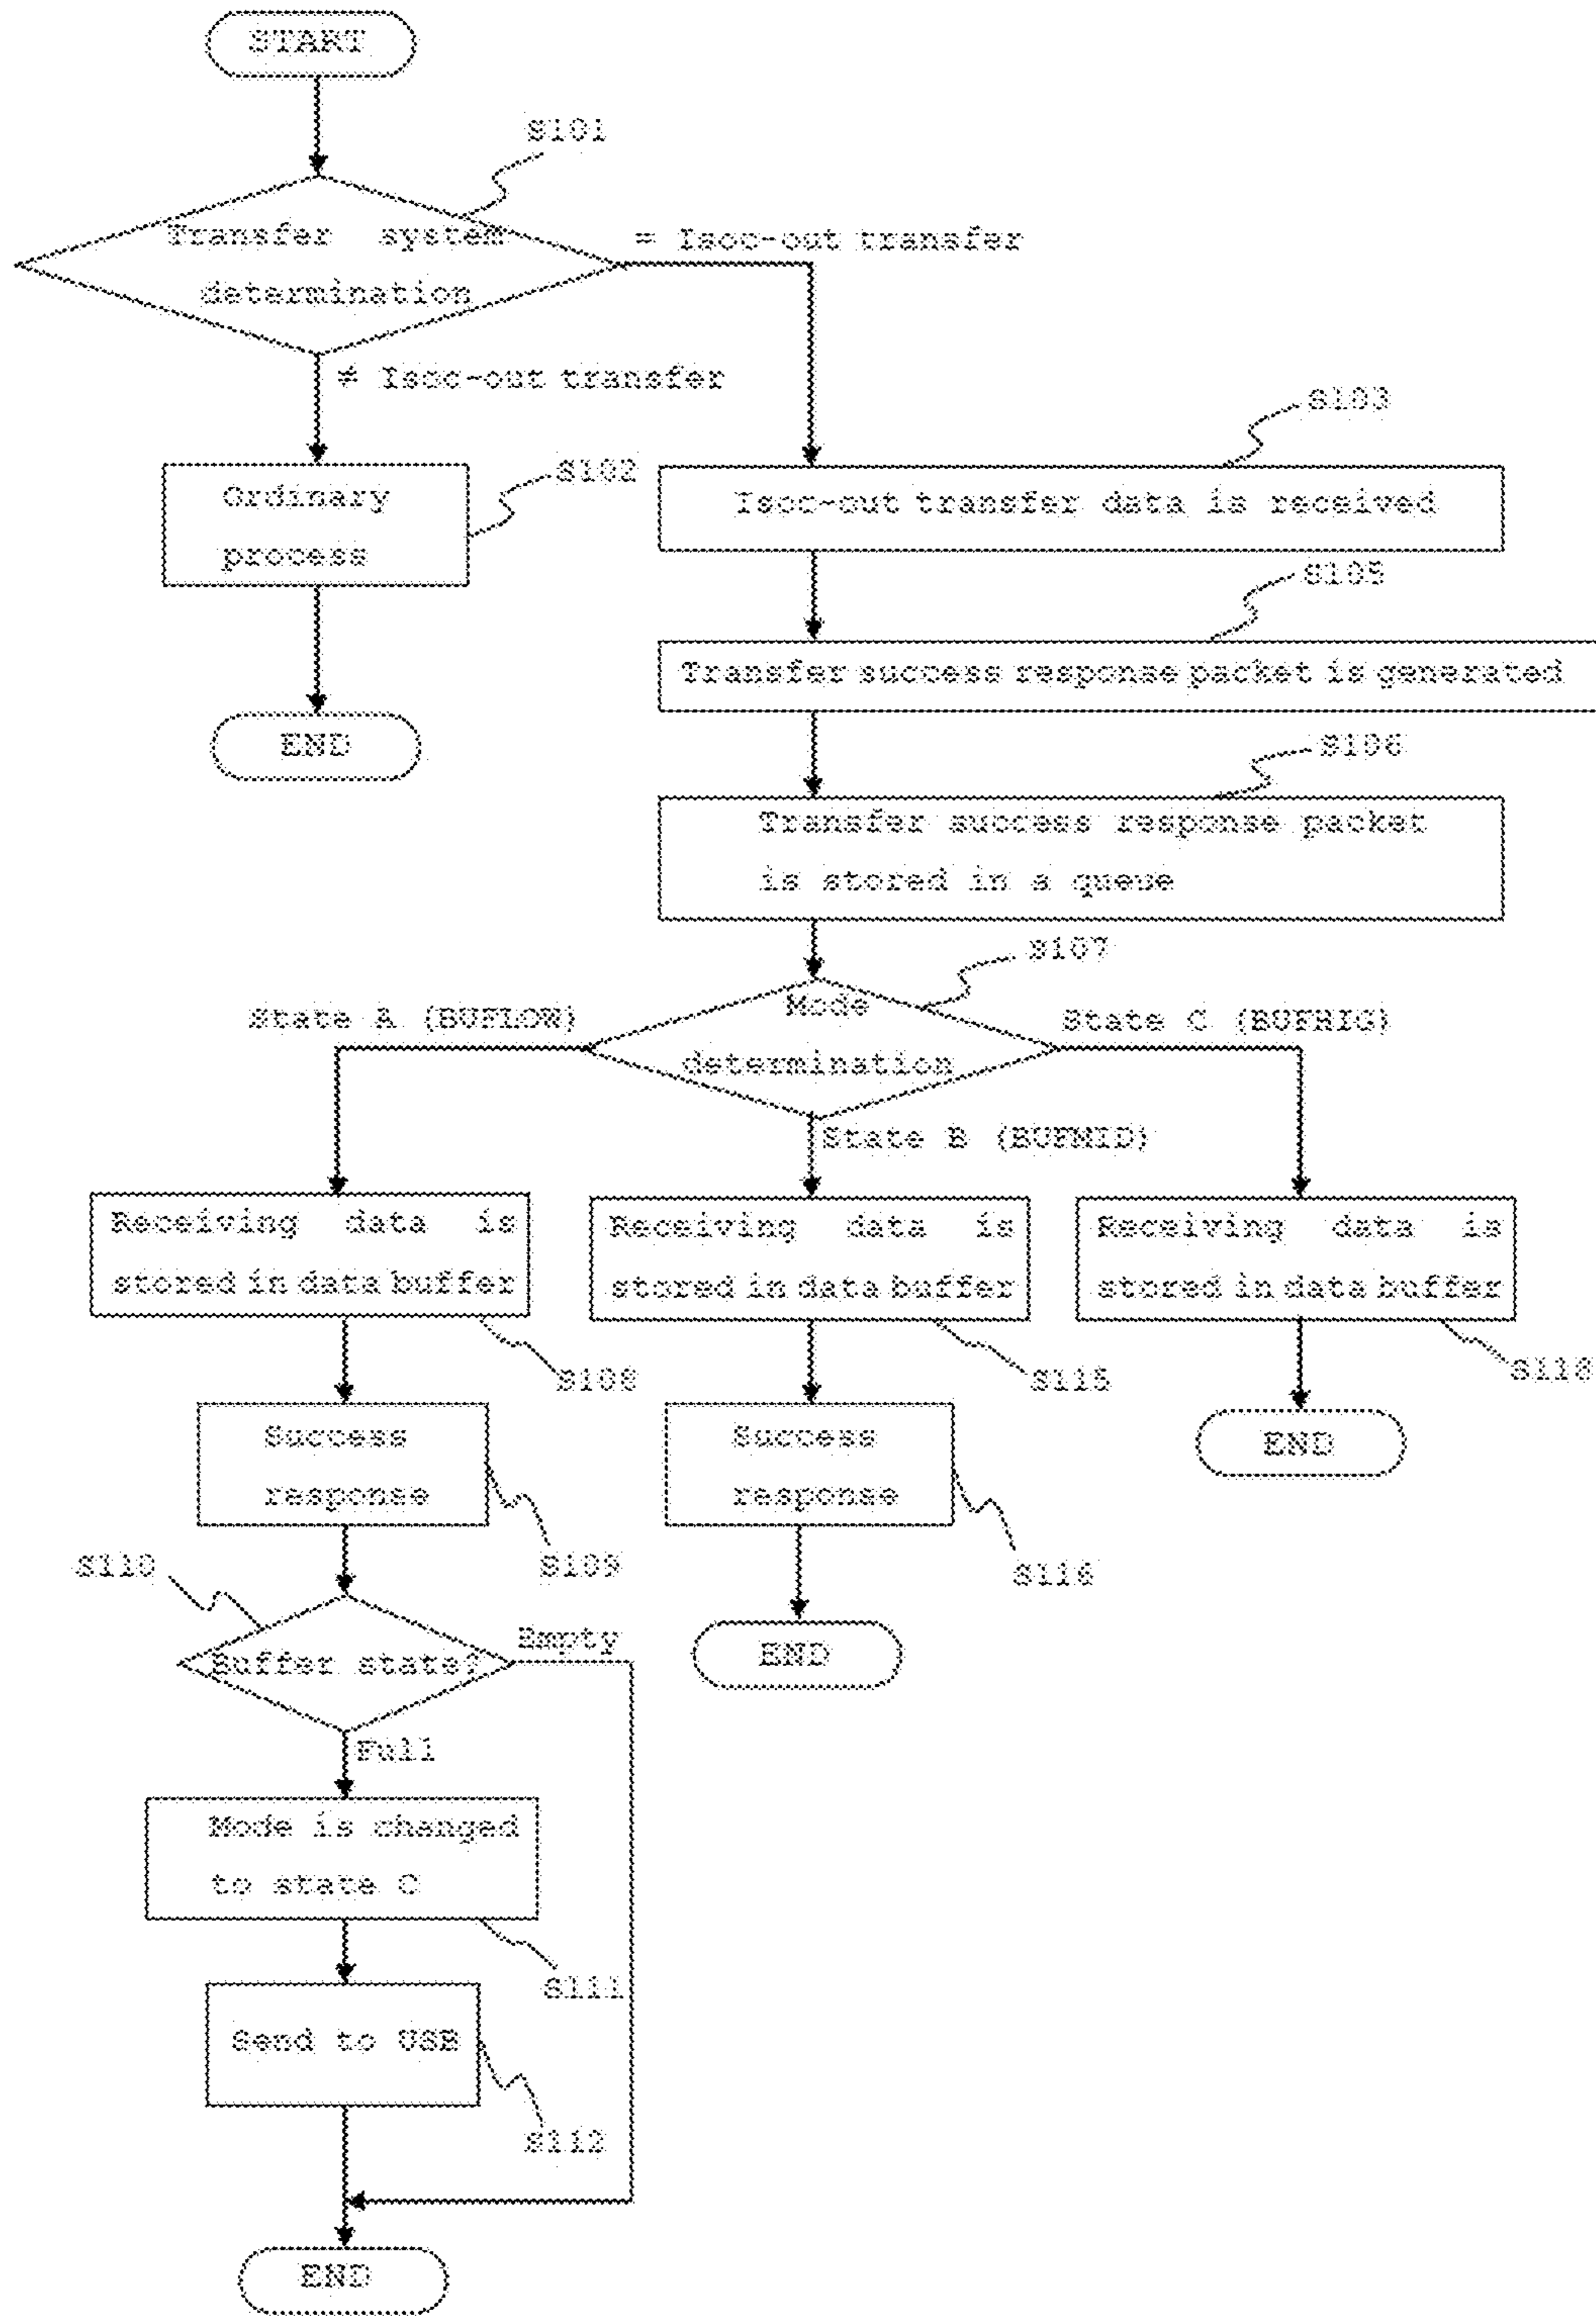 START
S101
Transfer system
determination
= Isoc-out transfer
≠ Isoc-out transfer
S103
S102
Ordinary
process
Isoc-out transfer data is received
S105
Transfer success response packet is generated
END
S106
Transfer success response packet
is stored in a queue
S107
Mode
determination
State A (BUFLOW)
State C (BUFHIG)
State B (BUFMID)
Receiving data is
stored in data buffer
Receiving data is
stored in data buffer
Receiving data is
stored in data buffer
S108
S115
S118
Success
response
Success
response
END
S110
S109
S116
Buffer state?
Empty
END
Full
Mode is changed
to state C
S111
Send to USB
S112
END